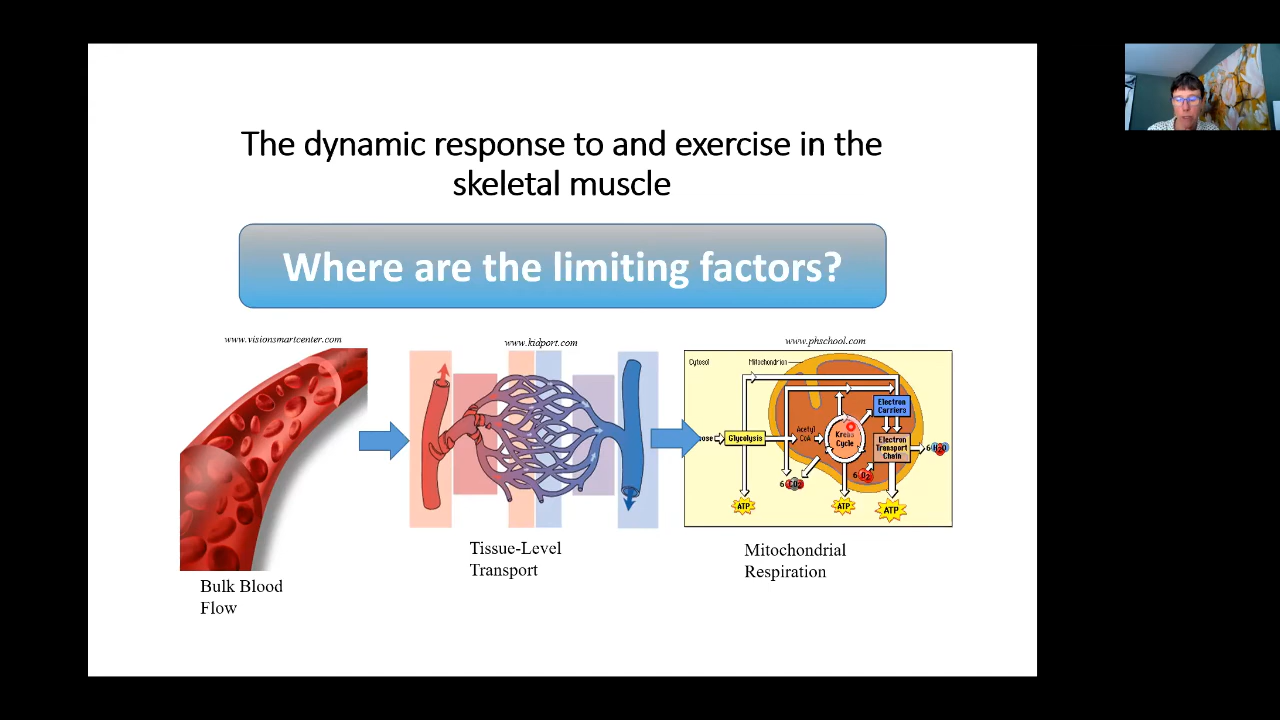 The dynamic response to and exercise in the
skeletal muscle
Where are the limiting factors?
www.visionsmartcenter.com
www.kidport.com
www.phschool.com
Cytosol
Mitochondrion
Electron
Carriers
Acetyl
CoA
Krebs
Cycle
ose
Glycolysis
Electron
Transport
Chain
6 H2O
6 CO2
6 O2
ATP
ATP
ATP
Bulk Blood
Flow
Tissue-Level
Transport
Mitochondrial
Respiration